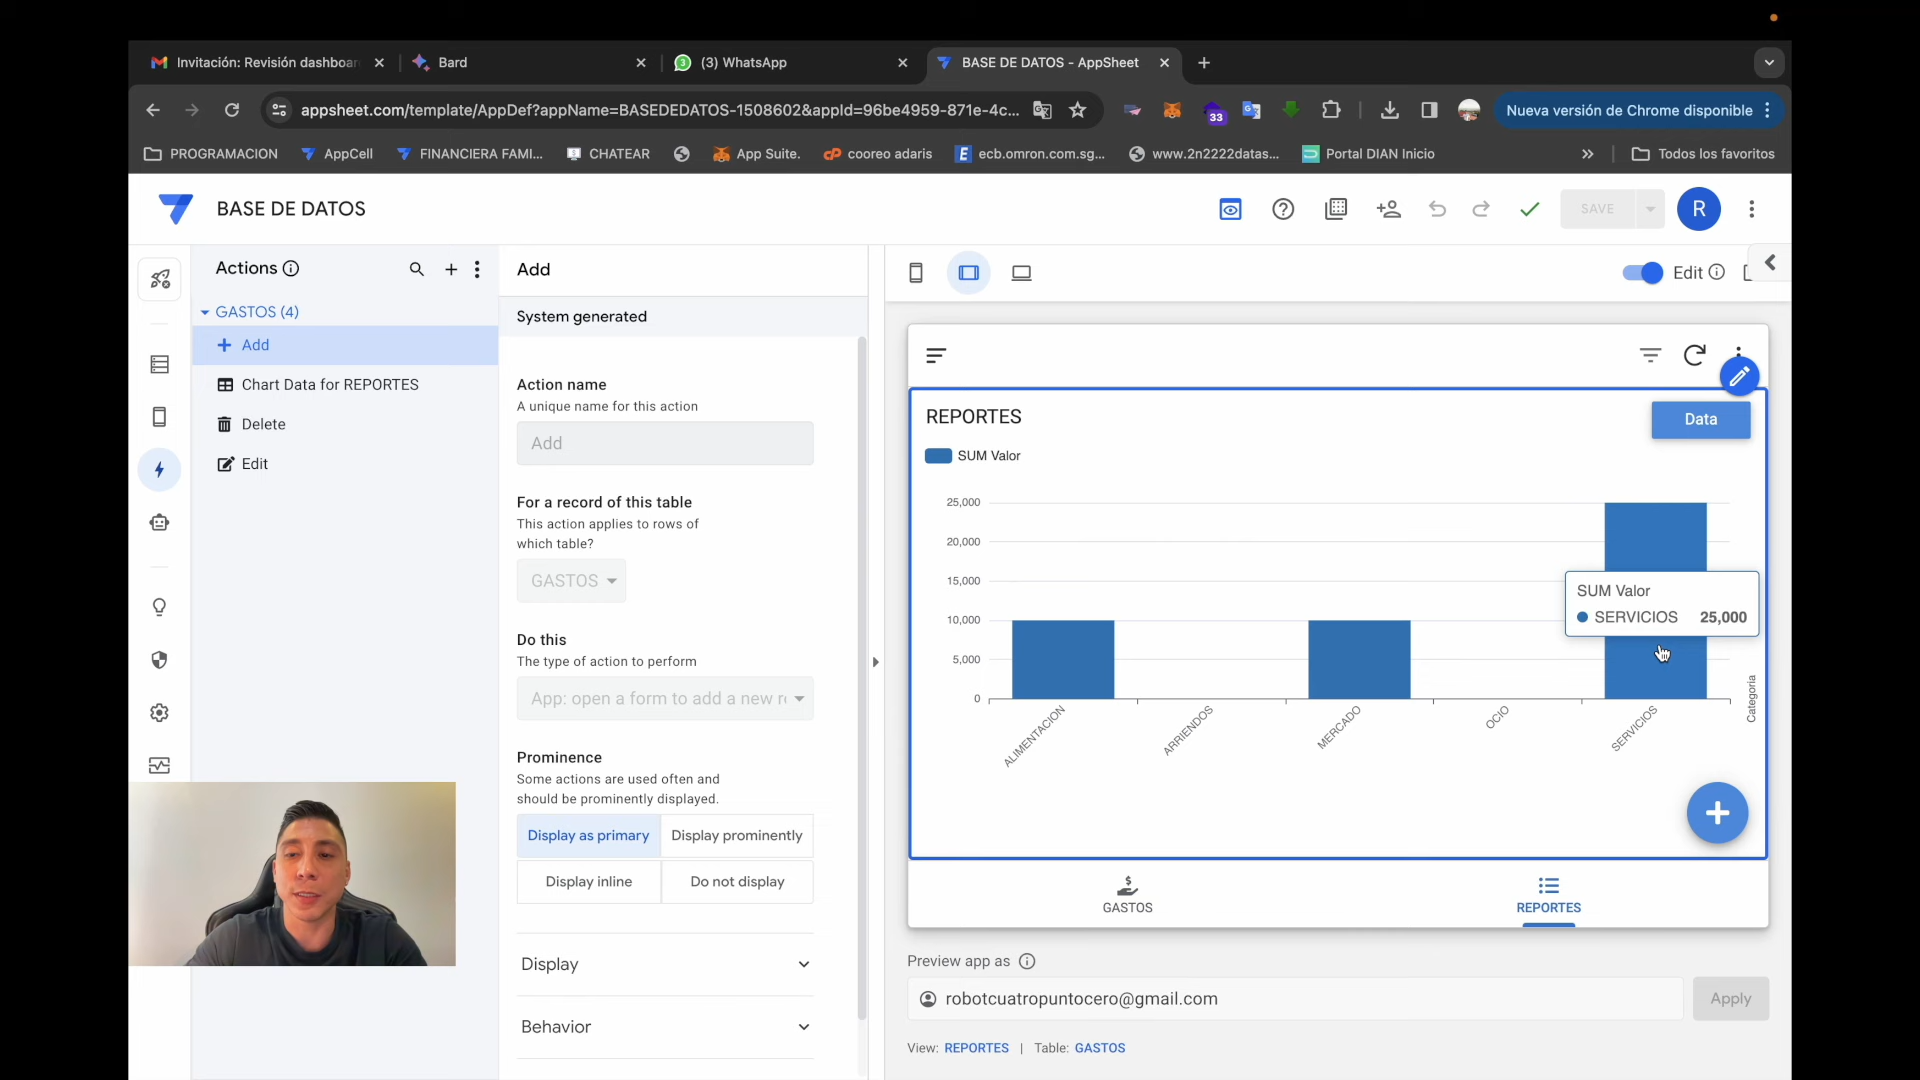 Invitación: Revisión dashboar
Bard
(3) WhatsApp
BASE DE DATOS - AppSheet
appsheet.com/template/AppDef?appName=BASEDEDATOS-1508602&appId=96be4959-871e-4c...
33
Nueva versión de Chrome disponible
PROGRAMACION
AppCell
FINANCIERA FAMI...
CHATEAR
App Suite.
cooreo adaris
ecb.omron.com.sg...
www.2n2222datas...
Portal DIAN Inicio
Todos los favoritos
BASE DE DATOS
SAVE
R
Actions
GASTOS (4)
Add
Chart Data for REPORTES
Delete
Edit
Add
System generated
Action name
A unique name for this action
Add
For a record of this table
This action applies to rows of
which table?
GASTOS
Do this
The type of action to perform
App: open a form to add a new r
Prominence
Some actions are used often and
should be prominently displayed.
Display as primary
Display prominently
Display inline
Do not display
Display
Behavior
Edit
REPORTES
Data
SUM Valor
25,000
20,000
15,000
10,000
5,000
0
SUM Valor
SERVICIOS 25,000
ALIMENTACION
ARRIENDOS
MERCADO
OCIO
SERVICIOS
Categoria
GASTOS
REPORTES
Preview app as
robotcuatropuntocero@gmail.com
Apply
View: REPORTES | Table: GASTOS